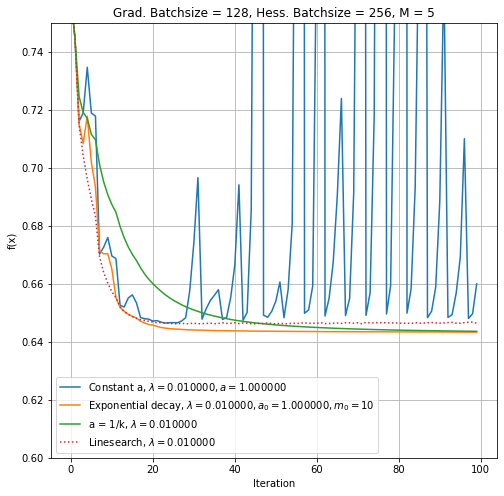 Grad. Batchsize = 128, Hess. Batchsize = 256, M = 5
0.74
0.72
0.70
0.68
0.66
0.64
0.62
0.60
f(x)
Constant a, λ = 0.010000, a = 1.000000
Exponential decay, λ = 0.010000, a₀ = 1.000000, m₀ = 10
a = 1/k, λ = 0.010000
Linesearch, λ = 0.010000
0 20 40 60 80 100
Iteration